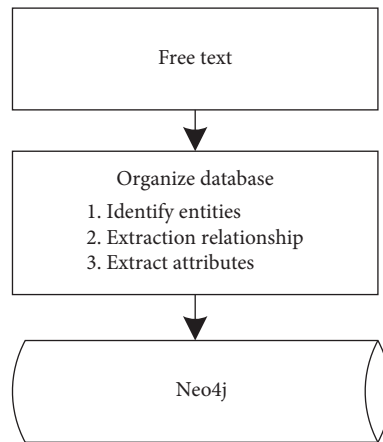 Free text
Organize database
1. Identify entities
2. Extraction relationship
3. Extract attributes
Neo4j